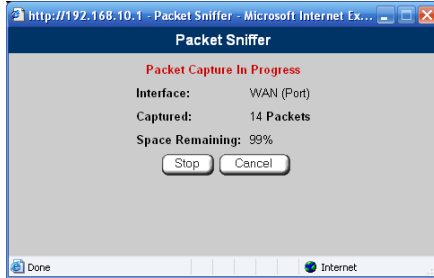 http://192.168.10.1 - Packet Sniffer - Microsoft Internet Ex...
Packet Sniffer
Packet Capture In Progress
Interface: WAN (Port)
Captured: 14 Packets
Space Remaining: 99%
Stop Cancel
Done Internet